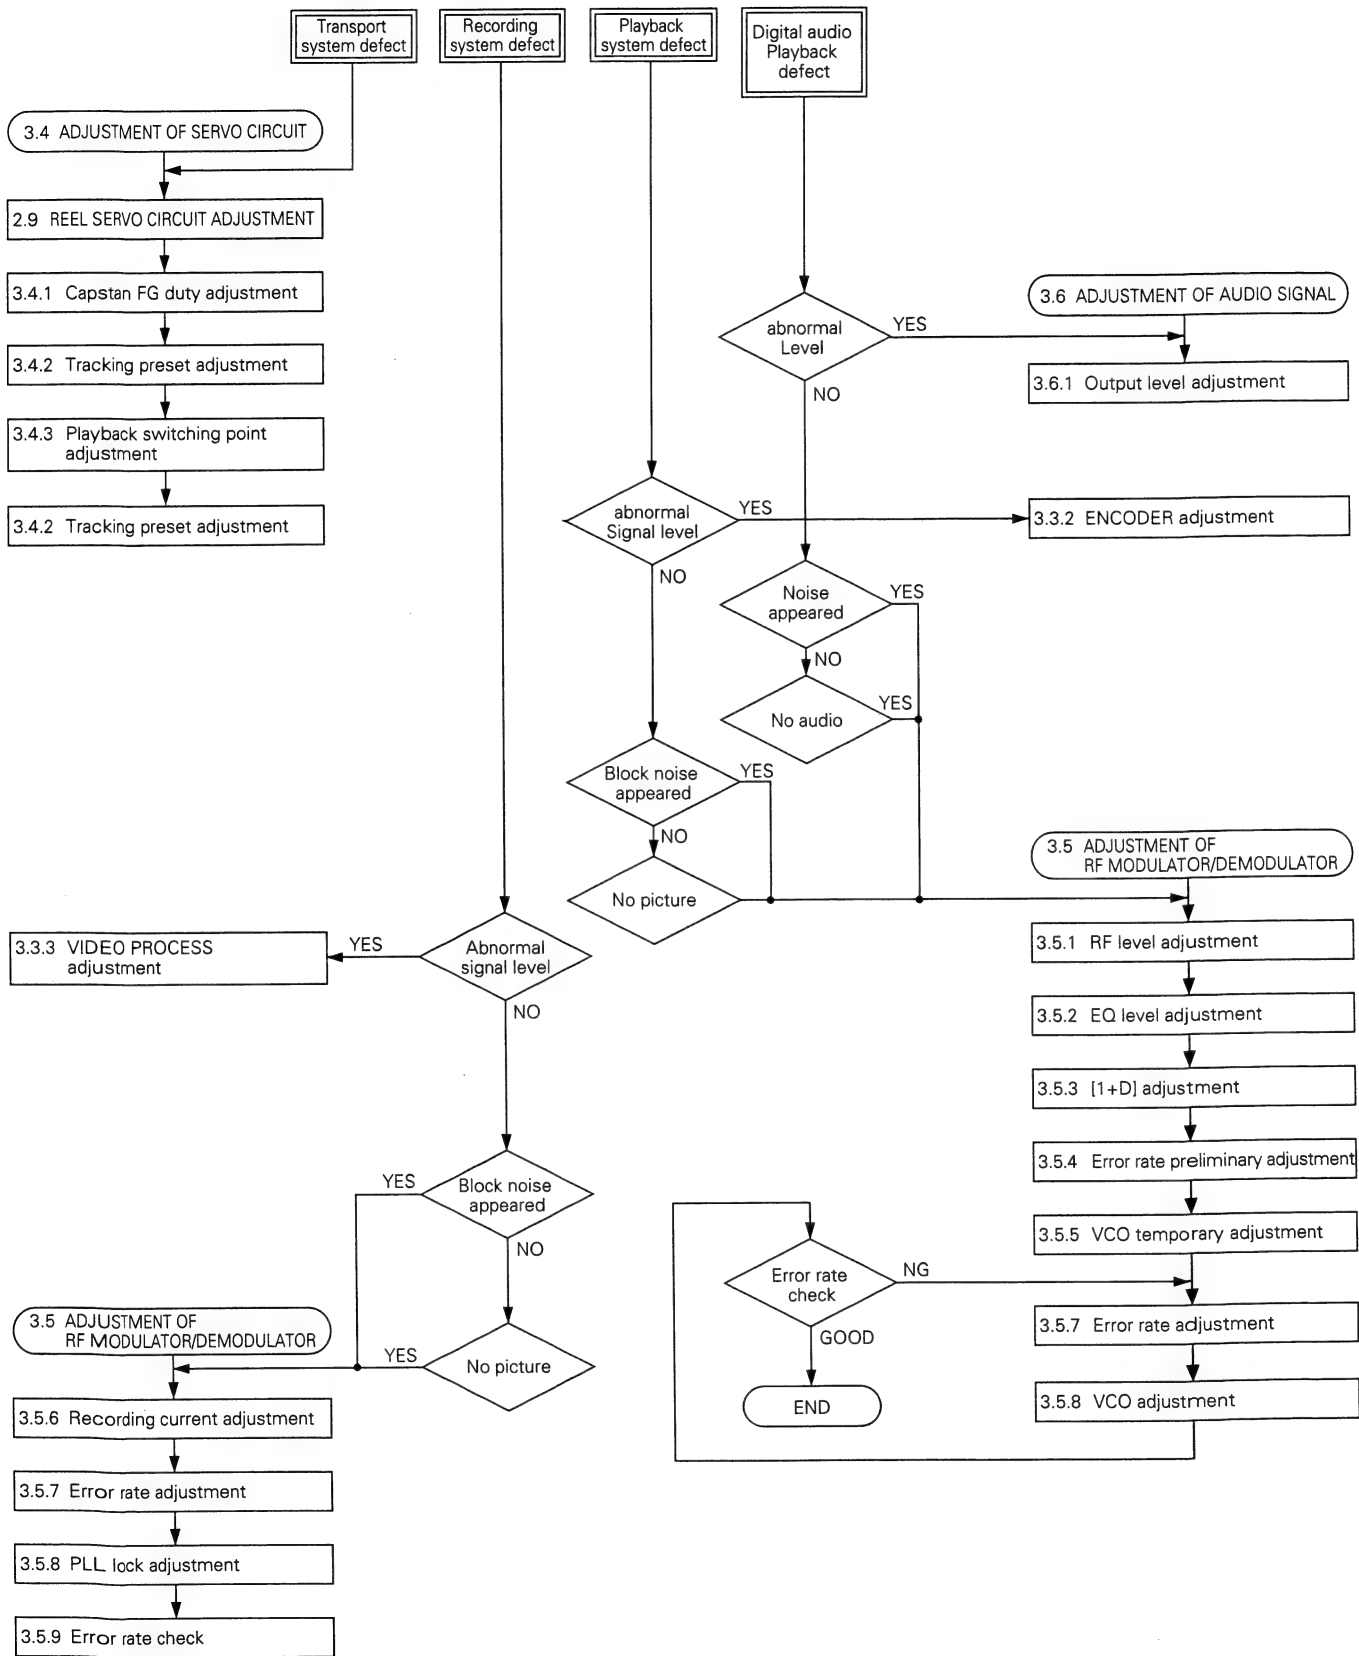 Transport
system defect
Recording
system defect
Playback
system defect
Digital audio
Playback
defect
3.4 ADJUSTMENT OF SERVO CIRCUIT
2.9 REEL SERVO CIRCUIT ADJUSTMENT
3.4.1 Capstan FG duty adjustment
3.4.2 Tracking preset adjustment
3.4.3 Playback switching point
adjustment
3.4.2 Tracking preset adjustment
abnormal
Level
YES
NO
3.6 ADJUSTMENT OF AUDIO SIGNAL
3.6.1 Output level adjustment
abnormal
Signal level
YES
NO
3.3.2 ENCODER adjustment
Noise
appeared
YES
NO
No audio
YES
Block noise
appeared
YES
NO
No picture
3.5 ADJUSTMENT OF
RF MODULATOR/DEMODULATOR
3.5.1 RF level adjustment
3.5.2 EQ level adjustment
3.5.3 [1+D] adjustment
3.5.4 Error rate preliminary adjustment
3.5.5 VCO temporary adjustment
3.5.7 Error rate adjustment
3.5.8 VCO adjustment
Error rate
check
NG
GOOD
END
3.3.3 VIDEO PROCESS
adjustment
YES
Abnormal
signal level
NO
YES
Block noise
appeared
NO
YES
No picture
3.5 ADJUSTMENT OF
RF MODULATOR/DEMODULATOR
3.5.6 Recording current adjustment
3.5.7 Error rate adjustment
3.5.8 PLL lock adjustment
3.5.9 Error rate check